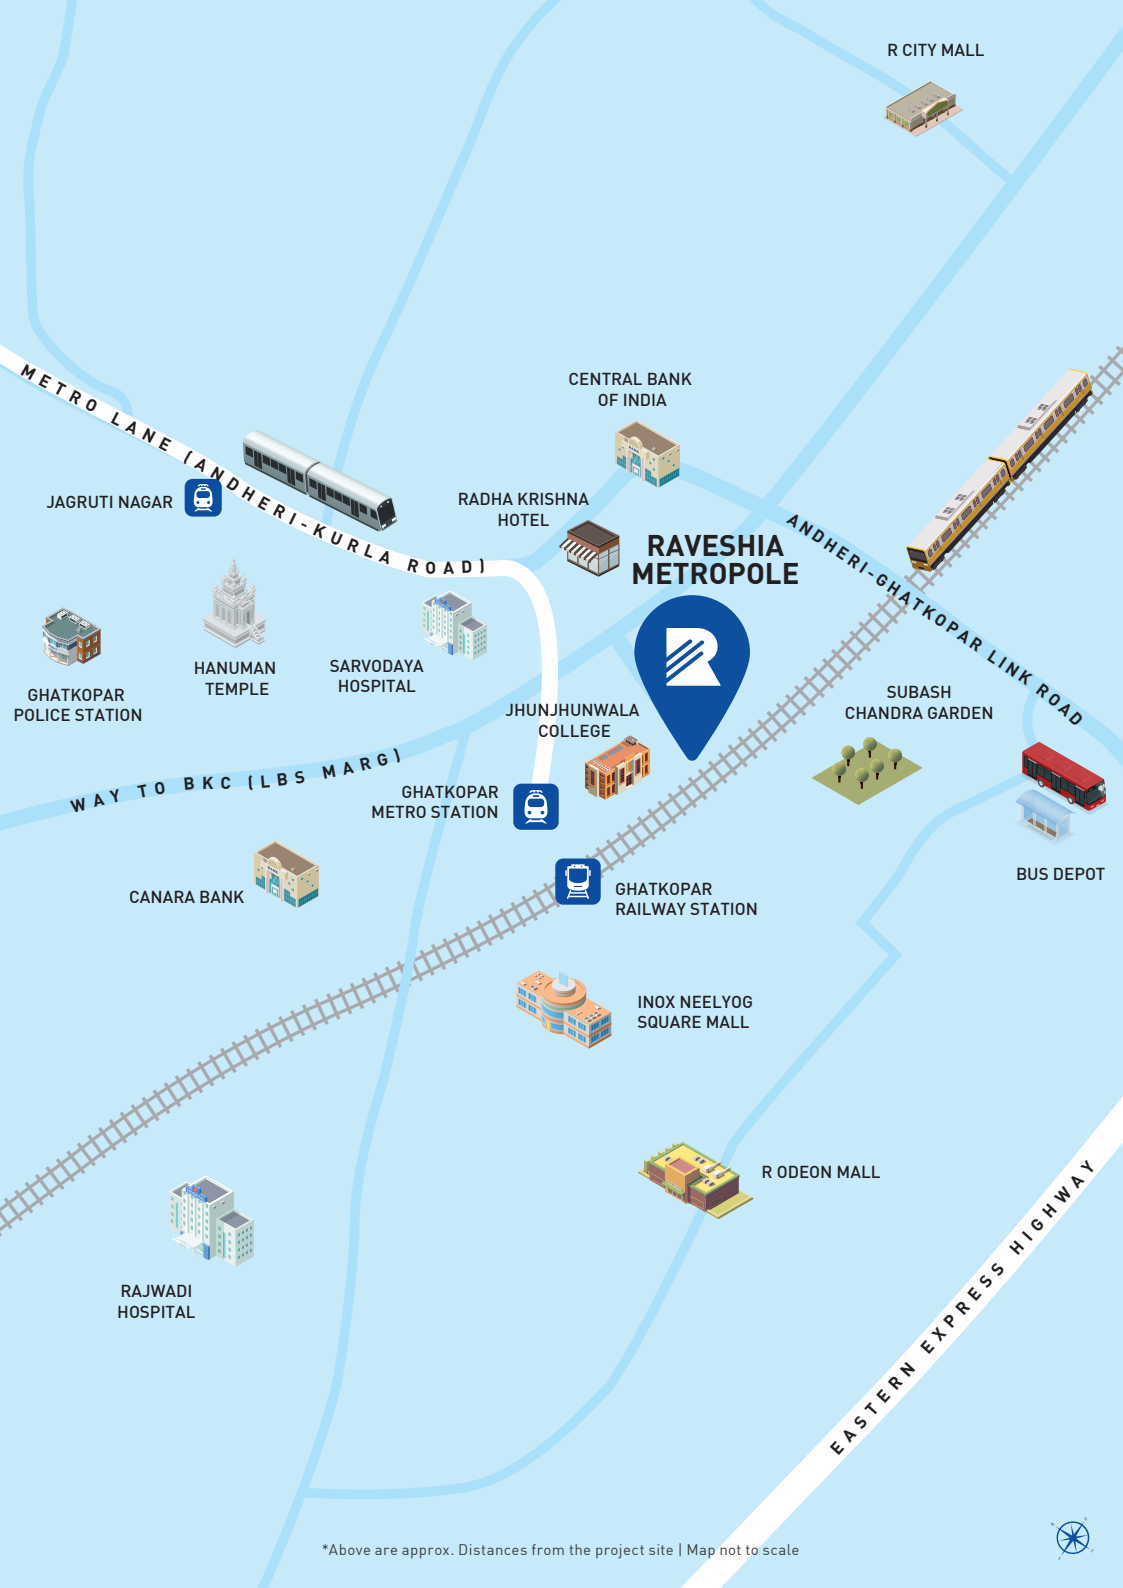 R CITY MALL
METRO LANE (ANDHERI-KURLA ROAD)
CENTRAL BANK
OF INDIA
JAGRUTI NAGAR
RADHA KRISHNA
HOTEL
ANDHERI-GHATKOPAR LINK ROAD
RAVESHIA
METROPOLE
HANUMAN
TEMPLE
SARVODAYA
HOSPITAL
GHATKOPAR
POLICE STATION
JHUNJHUNWALA
COLLEGE
SUBASH
CHANDRA GARDEN
WAY TO BKC (LBS MARG)
GHATKOPAR
METRO STATION
BUS DEPOT
CANARA BANK
GHATKOPAR
RAILWAY STATION
INOX NEELYOG
SQUARE MALL
R ODEON MALL
RAJWADI
HOSPITAL
EASTERN EXPRESS HIGHWAY
*Above are approx. Distances from the project site | Map not to scale